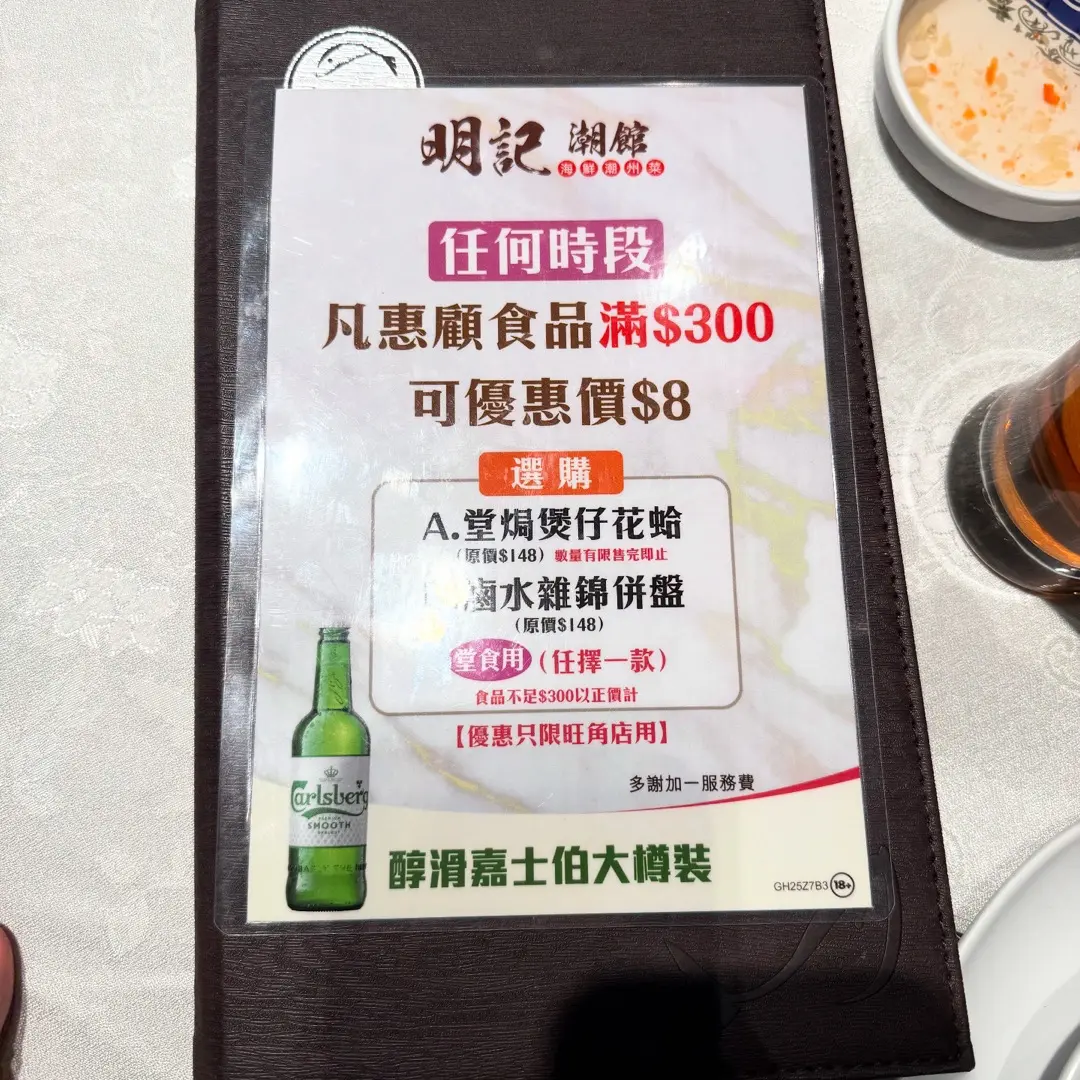 明記 潮館
海鮮潮州菜
任何時段
凡惠顧食品滿$300
可優惠價$8
選購
A.堂焗煲仔花蛤
(原價$148) 數量有限售完即止
滷水雜錦併盤
(原價$148)
堂食用 (任擇一款)
食品不足$300以正價計
【優惠只限旺角店用】
多謝加一服務費
Carlsberg
SMOOTH
醇滑嘉士伯大樽裝
GH25Z7B3 18+